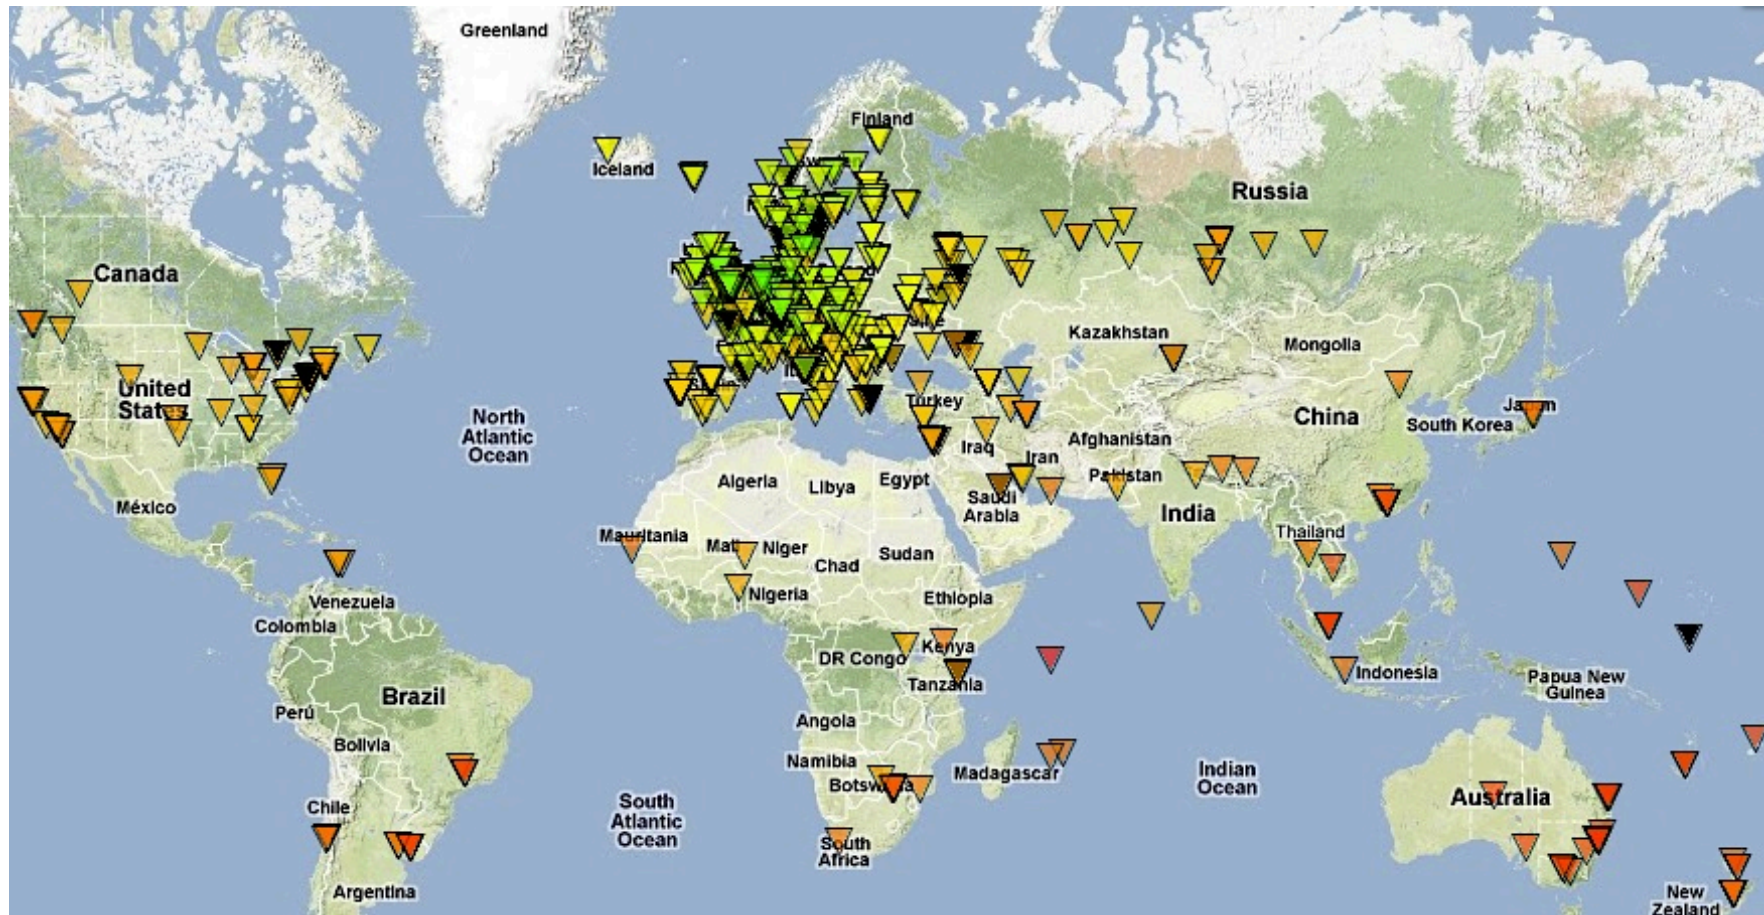 Greenland
Finland
Iceland
Russia
Canada
Kazakhstan
Mongolia
United
States
North
Atlantic
Ocean
Turkey
China
Japan
South Korea
Iraq
Iran
Afghanistan
Pakistan
Algeria
Libya
Egypt
México
Saudi
Arabia
India
Thailand
Mauritania
Mali
Niger
Chad
Sudan
Nigeria
Ethiopia
Venezuela
Colombia
DR Congo
Kenya
Tanzania
Indonesia
Papua New
Guinea
Brazil
Perú
Angola
Bolivia
Namibia
Botswana
Madagascar
Indian
Ocean
Australia
Chile
South
Atlantic
Ocean
South
Africa
Argentina
New
Zealand